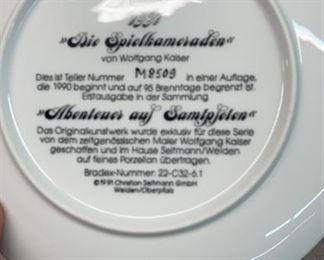 1990
»Die Spielkameraden«
von Wolfgang Kaiser
Dies ist Teller Nummer M8509 in einer Auflage,
die 1990 beginnt und auf 95 Brenntage begrenzt ist.
Erstausgabe in der Sammlung
»Abenteuer auf Samtpfoten«
Das Originalkunstwerk wurde exklusiv für diese Serie
von dem zeitgenössischen Maler Wolfgang Kaiser
geschaffen und im Hause Seltmann/Weiden
auf feines Porzellan übertragen.
Bradex-Nummer: 22-C32-6.1
©1991 Christian Seltmann GmbH
Weiden/Oberpfalz